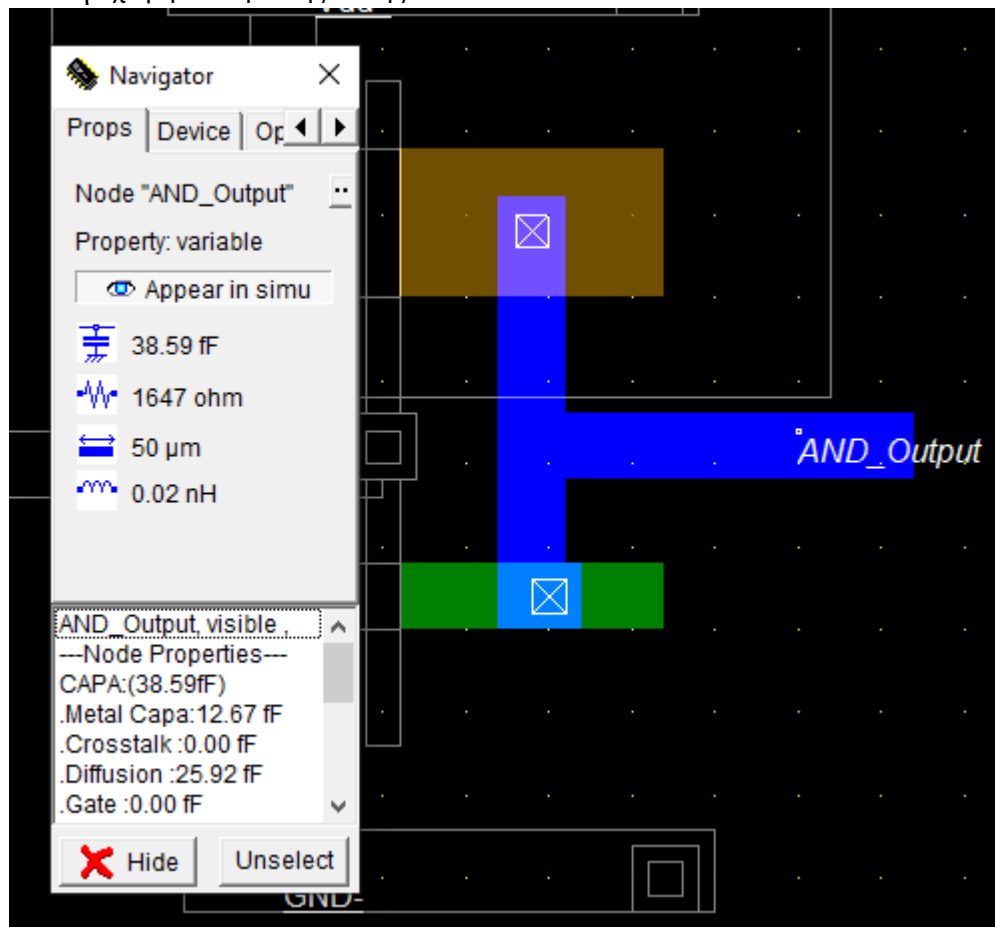 Navigator
Props Device Op
Node "AND_Output" ..
Property: variable
Appear in simu
38.59 fF
1647 ohm
50 µm
0.02 nH
AND_Output, visible ,
---Node Properties---
CAPA:(38.59fF)
.Metal Capa:12.67 fF
.Crosstalk :0.00 fF
.Diffusion :25.92 fF
.Gate :0.00 fF
Hide Unselect
AND_Output
GND-